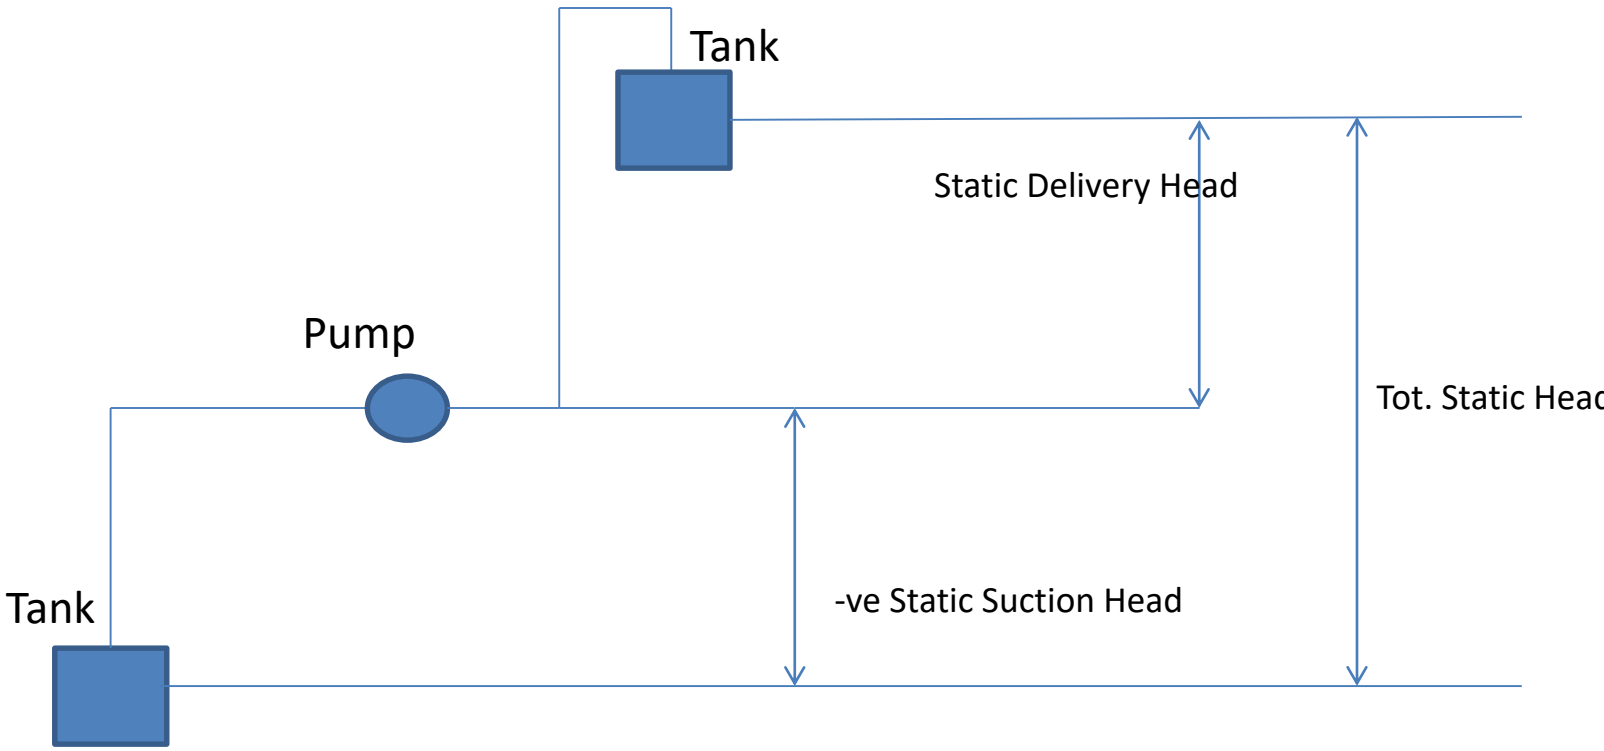 Tank
Static Delivery Head
Pump
Tot. Static Head
-ve Static Suction Head
Tank